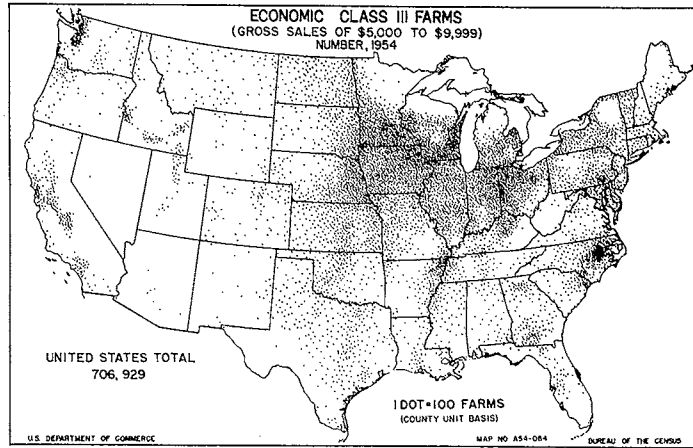 ECONOMIC CLASS III FARMS
(GROSS SALES OF $5,000 TO $9,999)
NUMBER, 1954
UNITED STATES TOTAL
706,929
1 DOT=100 FARMS
(COUNTY UNIT BASIS)
U.S. DEPARTMENT OF COMMERCE
MAP NO A54-064
BUREAU OF THE CENSUS